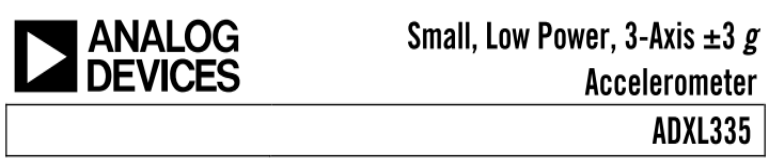 ANALOG
DEVICES
Small, Low Power, 3-Axis ±3 g
Accelerometer
ADXL335